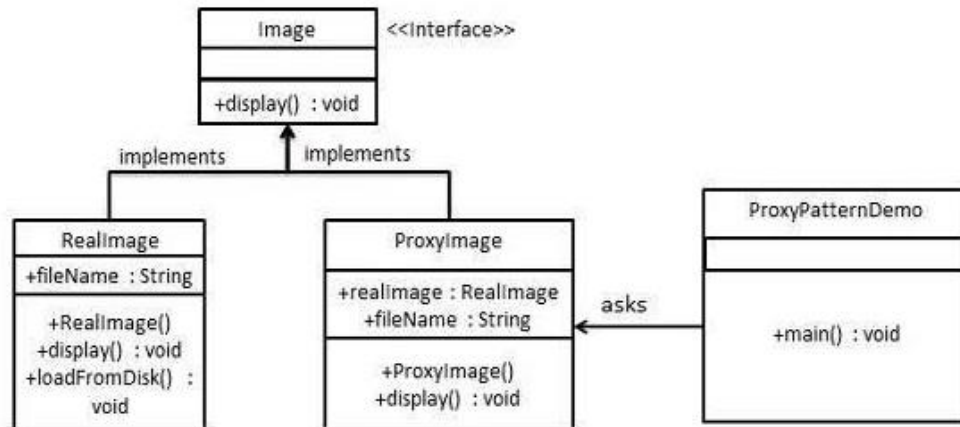 Image
<<Interface>>
+display() : void
implements
implements
RealImage
+fileName : String
+RealImage()
+display() : void
+loadFromDisk() :
void
ProxyImage
+realImage : RealImage
+fileName : String
+ProxyImage()
+display() : void
asks
ProxyPatternDemo
+main() : void